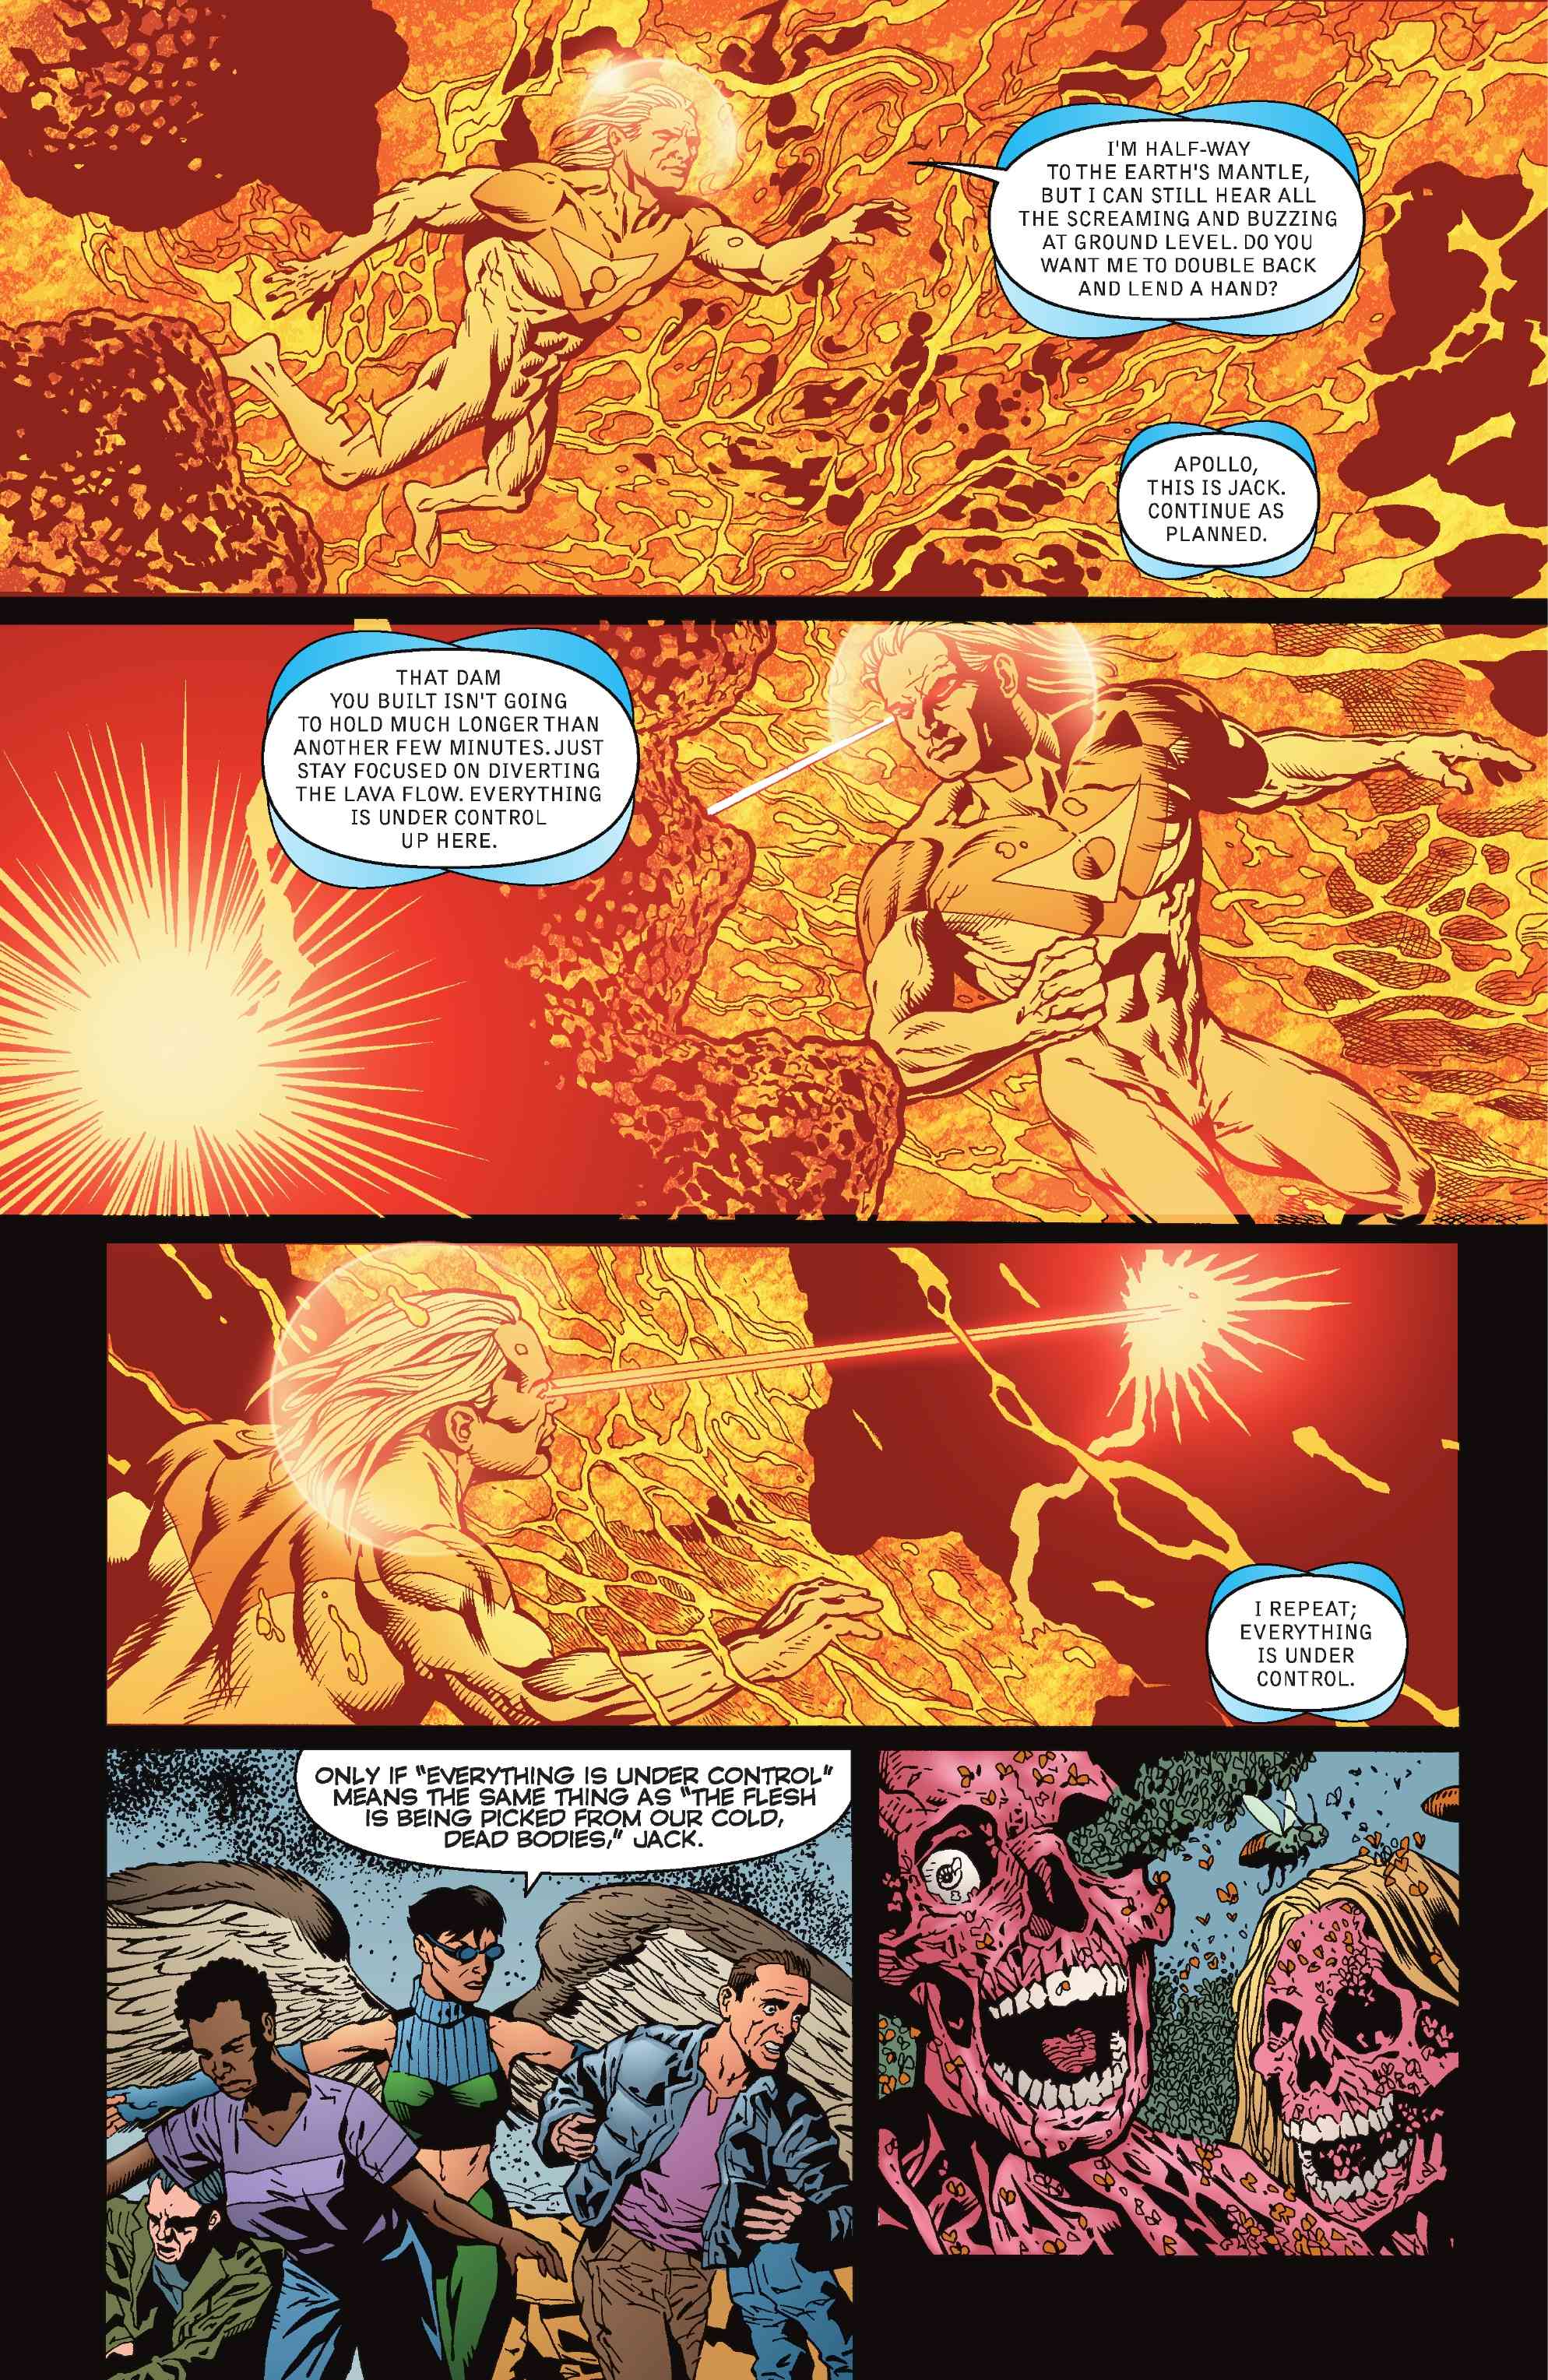 I'M HALF-WAY
TO THE EARTH'S MANTLE,
BUT I CAN STILL HEAR ALL
THE SCREAMING AND BUZZING
AT GROUND LEVEL. DO YOU
WANT ME TO DOUBLE BACK
AND LEND A HAND?
APOLLO,
THIS IS JACK.
CONTINUE AS
PLANNED.
THAT DAM
YOU BUILT ISN'T GOING
TO HOLD MUCH LONGER THAN
ANOTHER FEW MINUTES. JUST
STAY FOCUSED ON DIVERTING
THE LAVA FLOW. EVERYTHING
IS UNDER CONTROL
UP HERE.
I REPEAT;
EVERYTHING
IS UNDER
CONTROL.
ONLY IF "EVERYTHING IS UNDER CONTROL"
MEANS THE SAME THING AS "THE FLESH
IS BEING PICKED FROM OUR COLD,
DEAD BODIES," JACK.